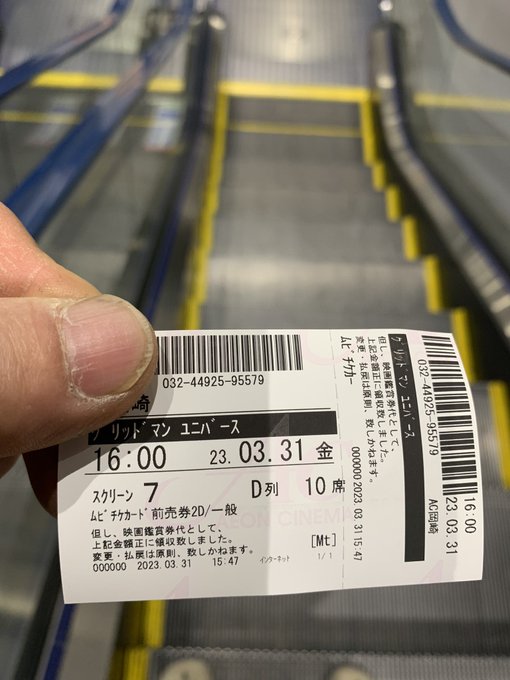 032-44925-95579
崎
グリッドマン ユニバース
16:00 23.03.31 金
スクリーン 7 D列 10席
ムビチケカード前売券2D/一般
AEON CINEMA
但し、映画鑑賞券代として、
上記金額正に領収致しました。
変更・払戻は原則、致しかねます。
[Mt]
000000 2023.03.31 15:47 インターネット 1/1
ムビチケカー
但し、映画鑑賞券代として、
上記金額正に領収致しました。
変更・払戻は原則、致しかねます。
000000 2023.03.31 15:47
グリッドマン ユニバース
032-44925-95579
AC岡崎
23.03.31
16:00